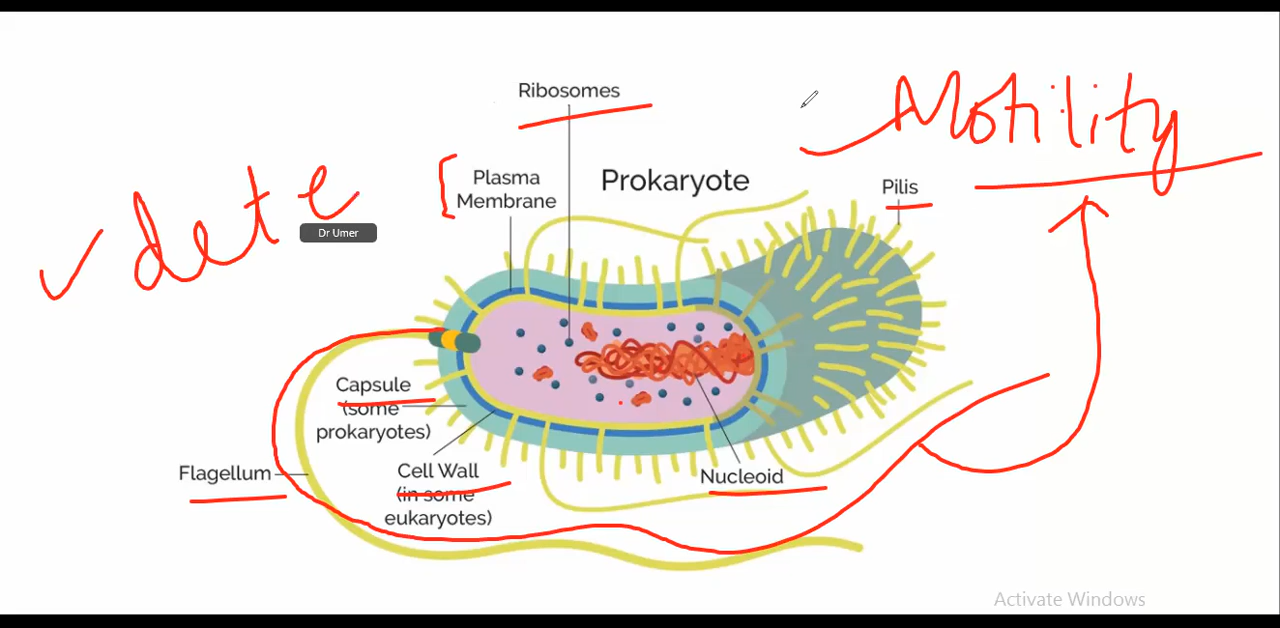 Ribosomes
Motility
Plasma
Membrane
Prokaryote
Pilis
dete
Dr Umer
Capsule
(some
prokaryotes)
Flagellum
Cell Wall
(in some
eukaryotes)
Nucleoid
Activate Windows